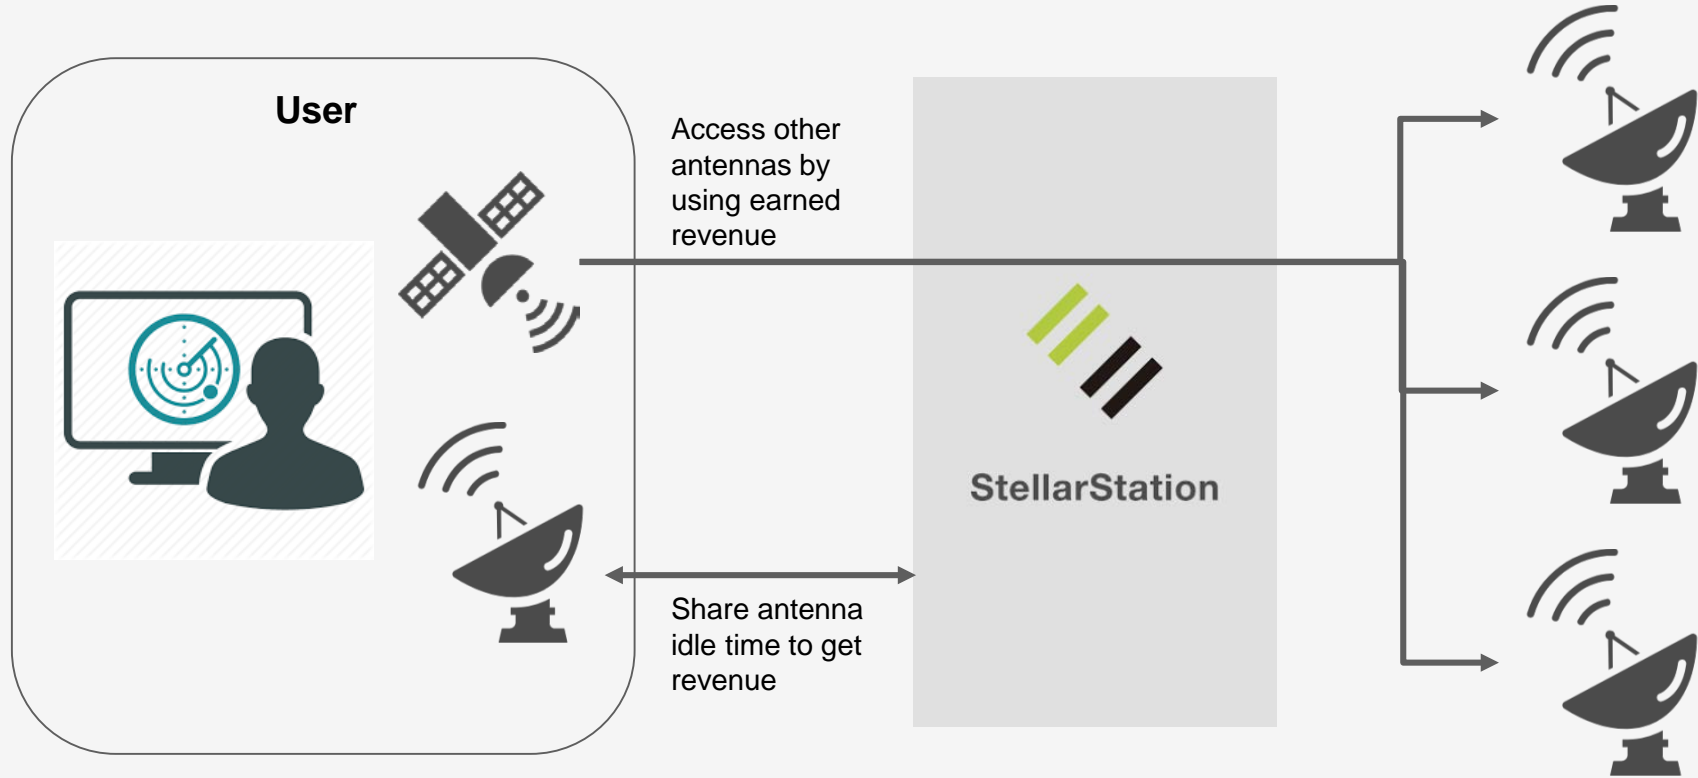 User
Access other
antennas by
using earned
revenue
StellarStation
Share antenna
idle time to get
revenue